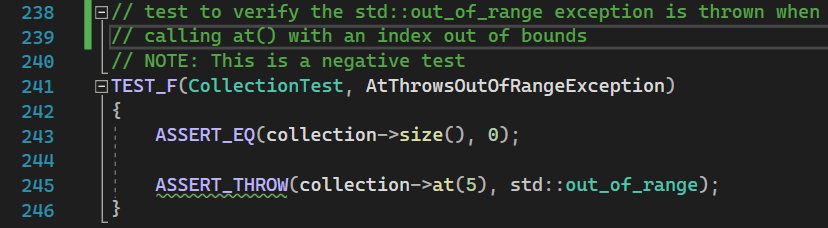 238 // test to verify the std::out_of_range exception is thrown when
239 // calling at() with an index out of bounds
240 // NOTE: This is a negative test
241 TEST_F(CollectionTest, AtThrowsOutOfRangeException)
242 {
243     ASSERT_EQ(collection->size(), 0);
244
245     ASSERT_THROW(collection->at(5), std::out_of_range);
246 }